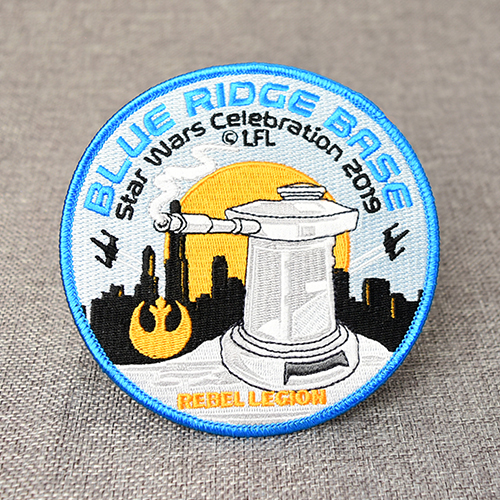 BLUE RIDGE BASE
Star Wars Celebration 2019
© LFL
REBEL LEGION